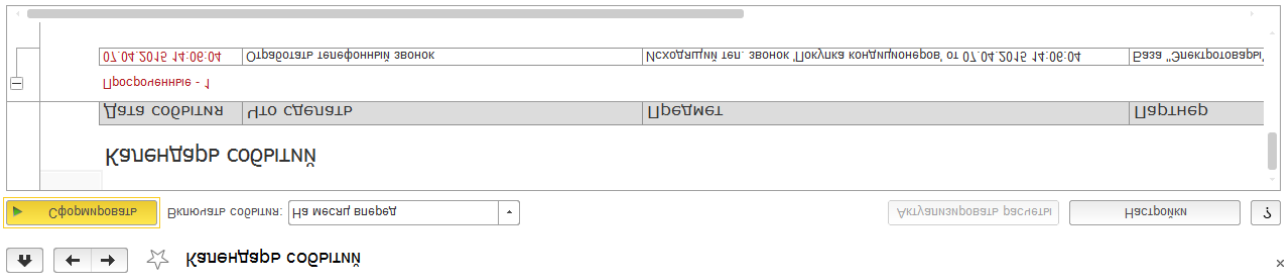 Календарь событий
Сформировать Включать события: На месяц вперед Актуализировать расчеты Настройки ?
Календарь событий
Дата события Что сделать Предмет Партнер
Просроченные - 1
07.04.2015 14:06:04 Отработать телефонный звонок Исходящий тел. звонок "Покупка кондиционеров" от 07.04.2015 14:06:04 База "Электротовары"